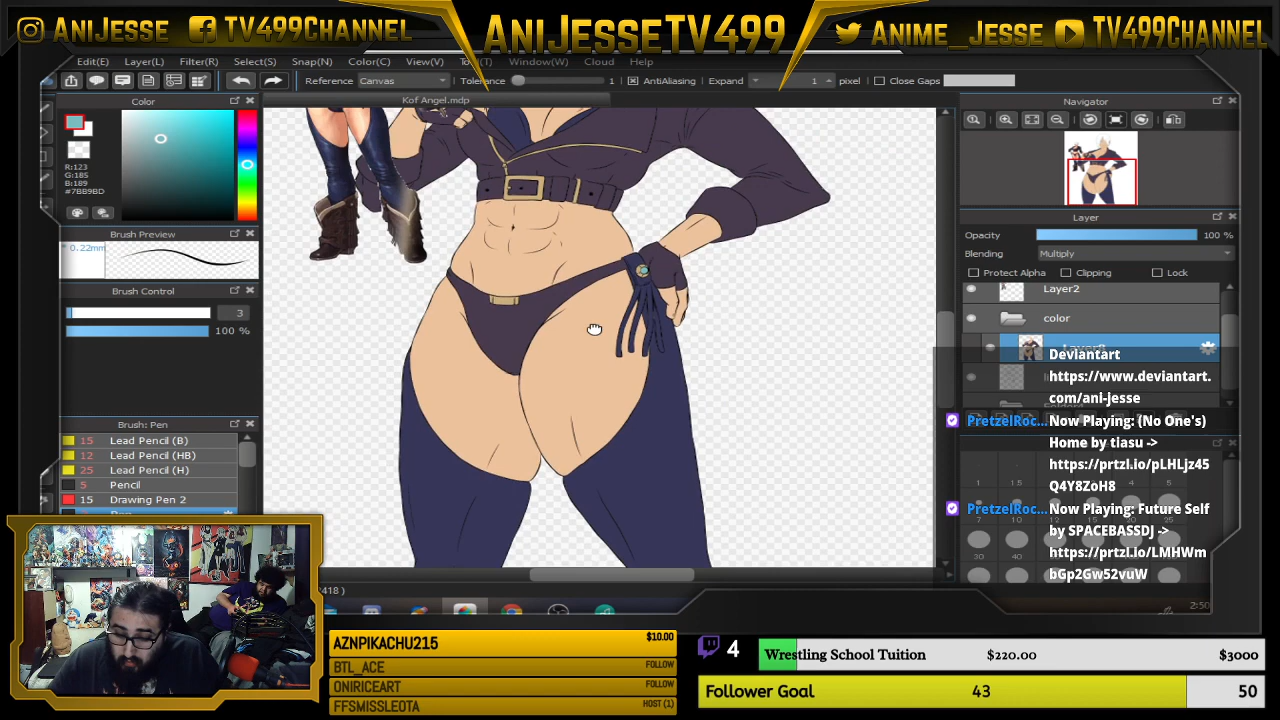 AniJesse
TV499Channel
AniJesseTV499
Anime_Jesse
TV499Channel
Edit(E) Layer(L) Filter(R) Select(S) Snap(N) Color(C) View(V) Window(W) Cloud Help
Reference Canvas Tolerance 1 AntiAliasing Expand 1 pixel Close Gaps
Color
Kof Angel.mdp
Navigator
R:123
G:185
B:189
#7BB9BD
Brush Preview
0.22mm
Brush Control
3
100 %
Layer
Opacity 100 %
Blending Multiply
Protect Alpha Clipping Lock
Layer2
color
Brush: Pen
15 Lead Pencil (B)
12 Lead Pencil (HB)
25 Lead Pencil (H)
5 Pencil
15 Drawing Pen 2
Deviantart
https://www.deviantart.
com/ani-jesse
PretzelRoc... Now Playing: (No One's)
Home by tiasu ->
https://prtzl.io/pLHLjz45
Q4Y8ZoH8
PretzelRoc... Now Playing: Future Self
by SPACEBASSDJ ->
https://prtzl.io/LMHWm
bGp2Gw52vuW
30 40
418 )
2:50
AZNPIKACHU215 $10.00
BTL_ACE FOLLOW
ONIRICEART FOLLOW
FFSMISSLEOTA HOST (1)
4
Wrestling School Tuition $220.00 $3000
Follower Goal 43 50